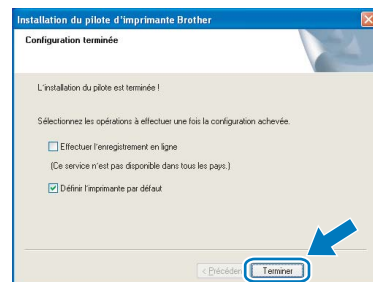 Installation du pilote d'imprimante Brother
Configuration terminée
L'installation du pilote est terminée !
Sélectionnez les opérations à effectuer une fois la configuration achevée.
Effectuer l'enregistrement en ligne
(Ce service n'est pas disponible dans tous les pays.)
Définir l'imprimante par défaut
< Précéden Terminer